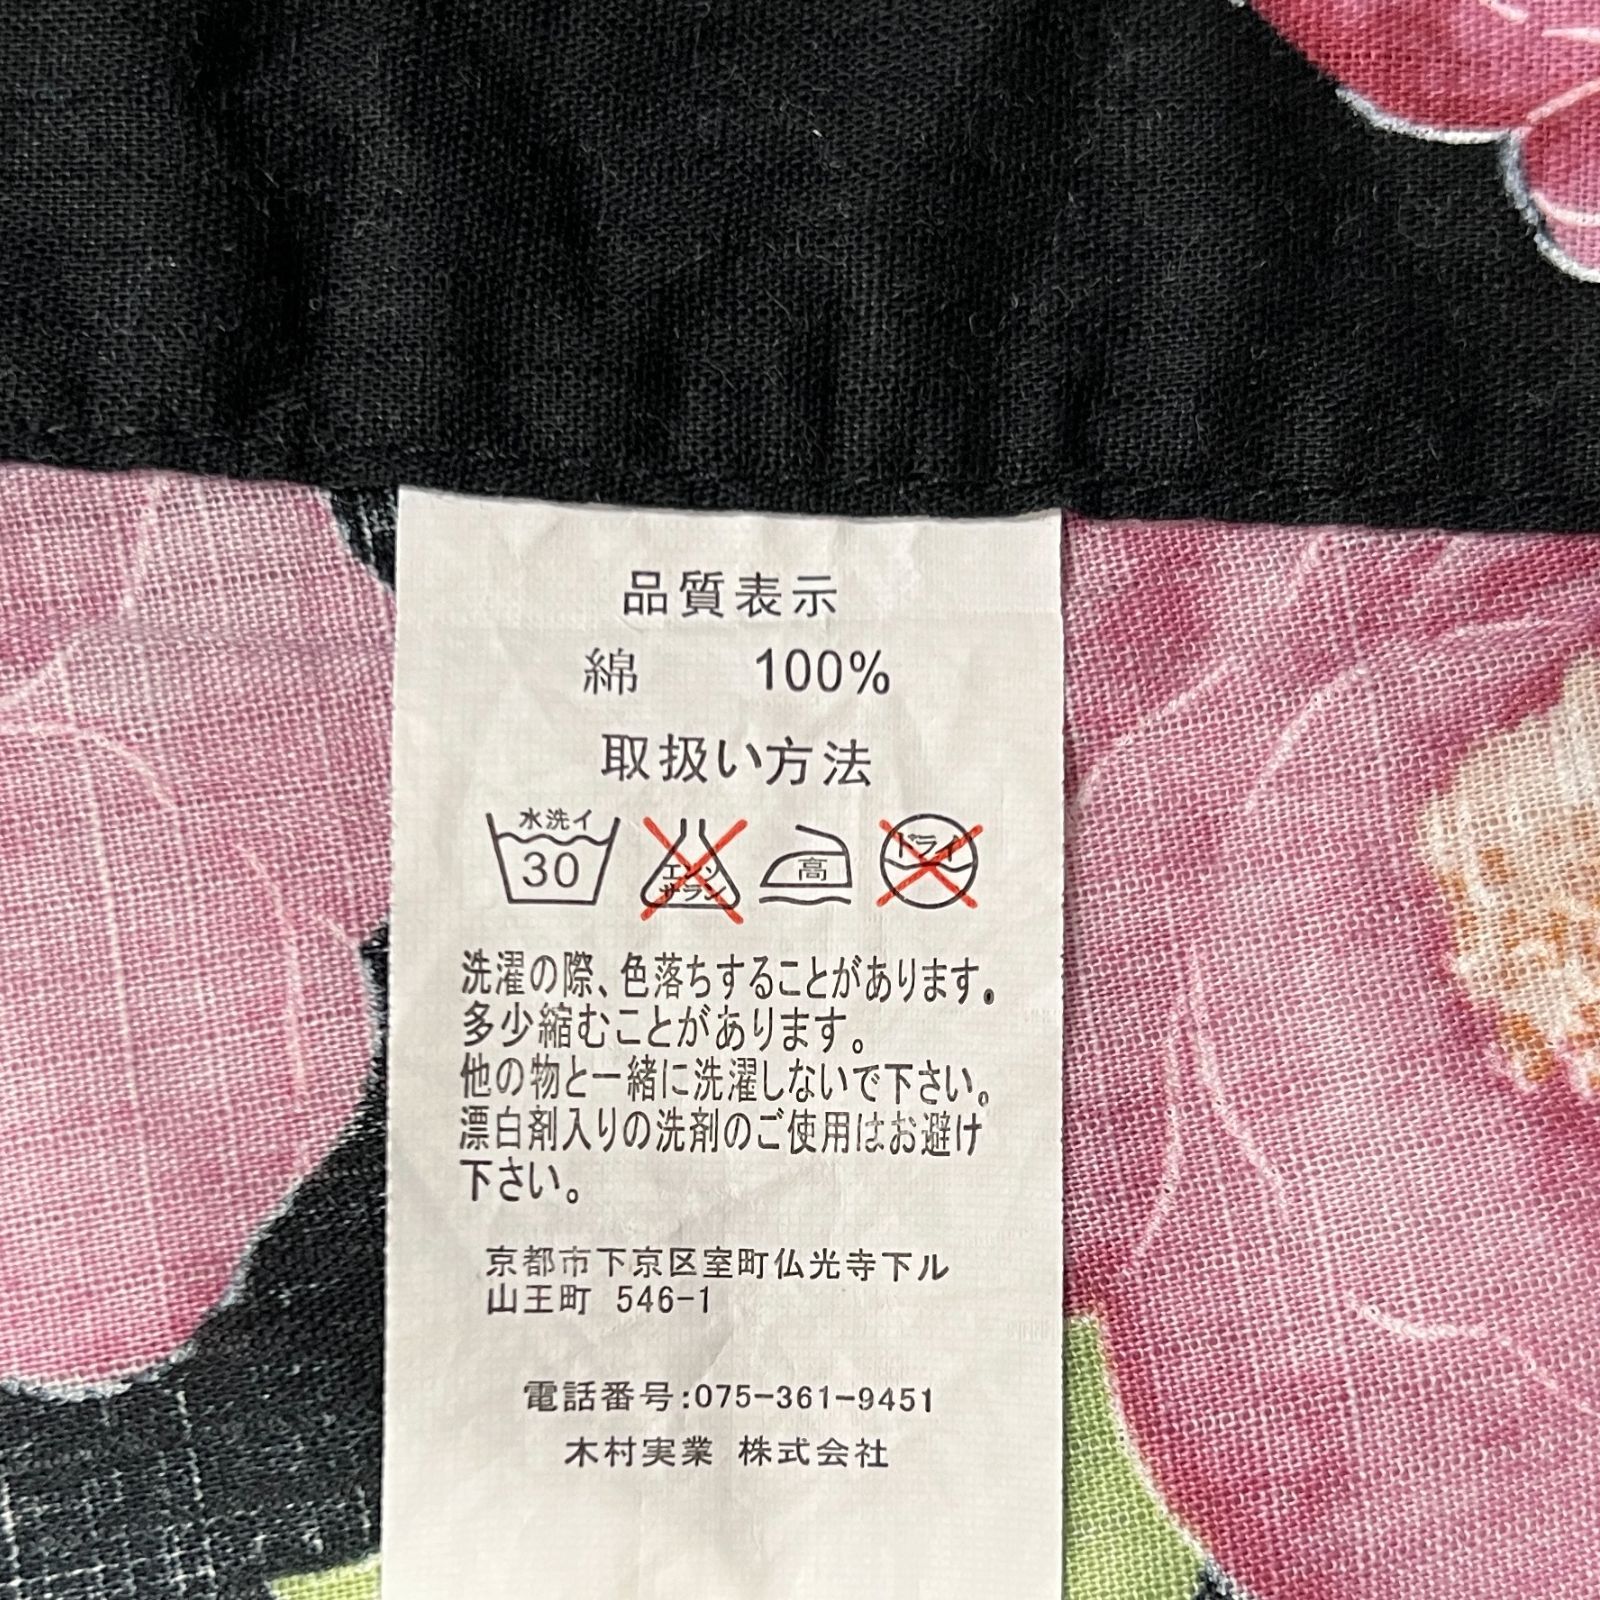 品質表示
綿 100%
取扱い方法
水洗イ
30
エンソ
サラシ
高
ドライ
洗濯の際、色落ちすることがあります。
多少縮むことがあります。
他の物と一緒に洗濯しないで下さい。
漂白剤入りの洗剤のご使用はお避け
下さい。
京都市下京区室町仏光寺下ル
山王町 546-1
電話番号:075-361-9451
木村実業 株式会社